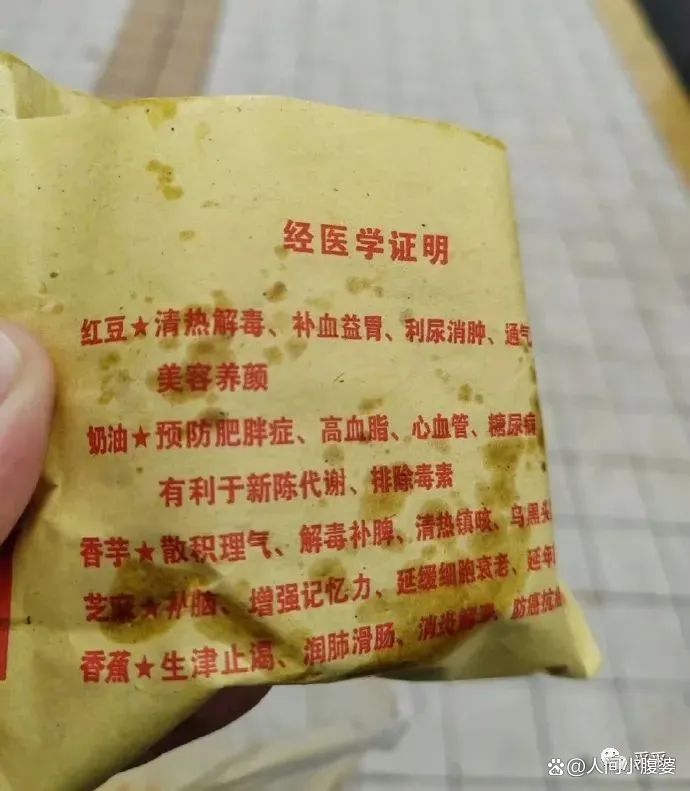 经医学证明
红豆★清热解毒、补血益胃、利尿消肿、通气
美容养颜
奶油★预防肥胖症、高血脂、心血管、糖尿病
有利于新陈代谢、排除毒素
香芋★散积理气、解毒补脾、清热镇咳、乌黑头
芝麻★补脑、增强记忆力、延缓细胞衰老、延年
香蕉★生津止渴、润肺滑肠、消炎解毒、防癌抗
乎乎
@人间小腹婆